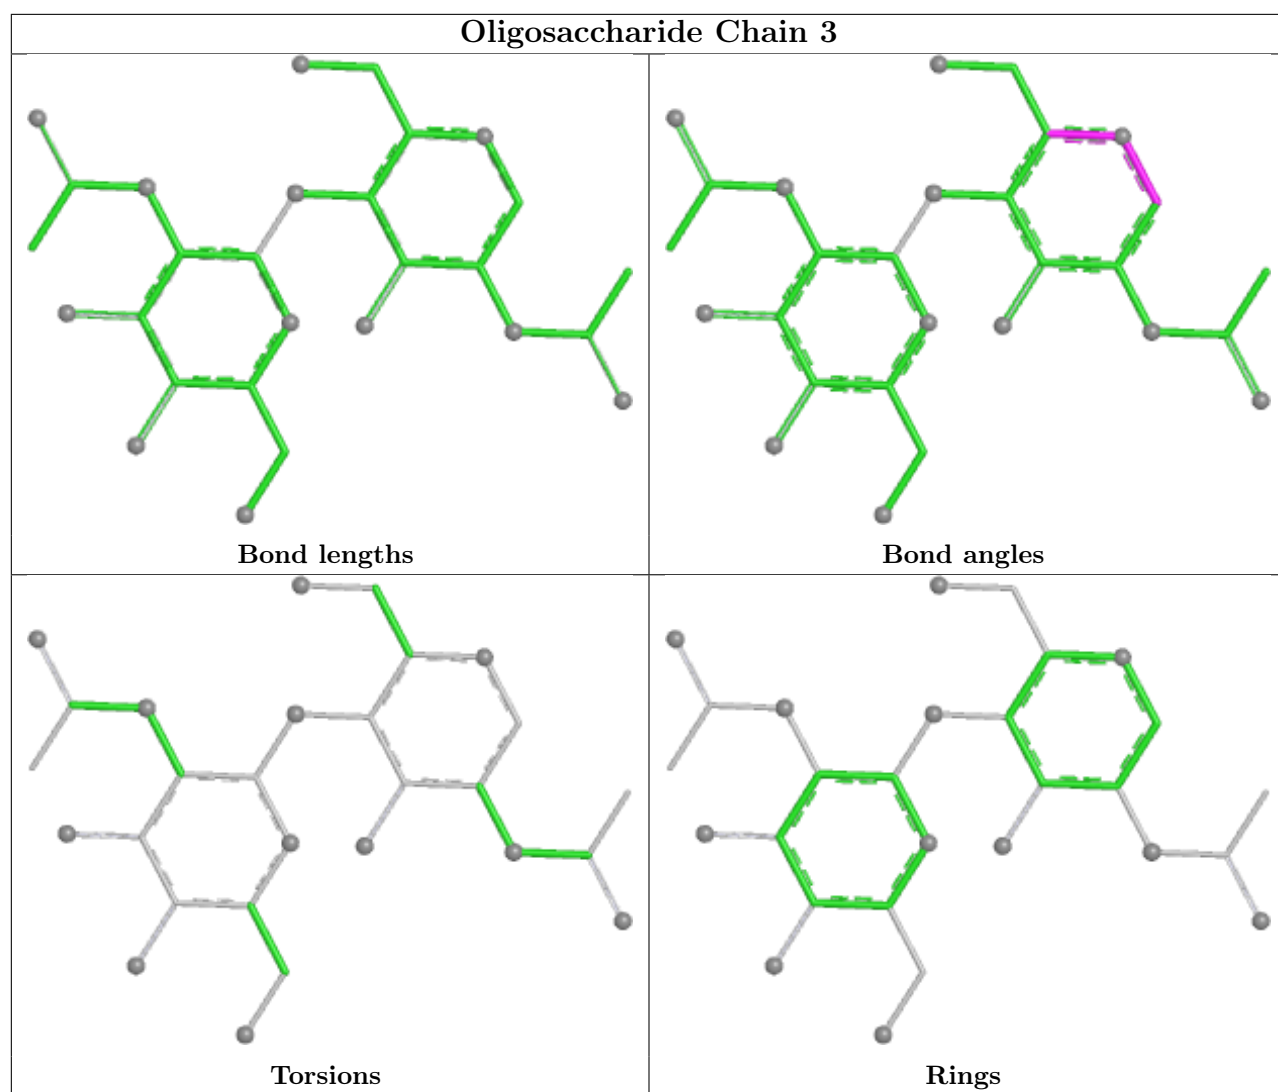 Oligosaccharide Chain 3
Bond lengths
Bond angles
Torsions
Rings